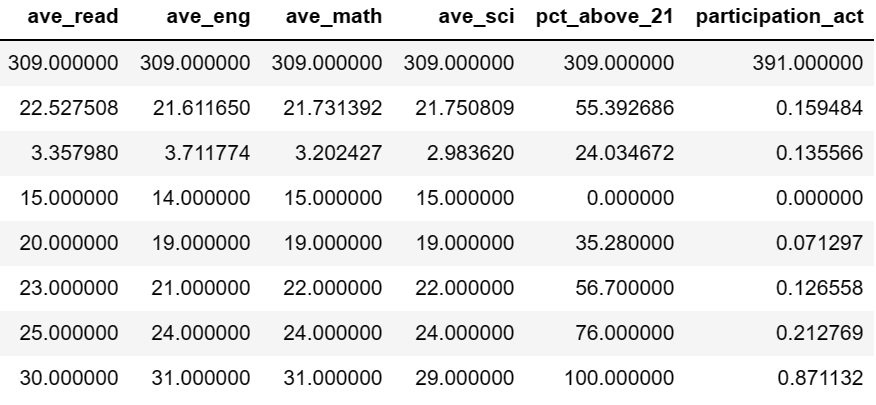 ave_read ave_eng ave_math ave_sci pct_above_21 participation_act
309.000000 309.000000 309.000000 309.000000 309.000000 391.000000
22.527508 21.611650 21.731392 21.750809 55.392686 0.159484
3.357980 3.711774 3.202427 2.983620 24.034672 0.135566
15.000000 14.000000 15.000000 15.000000 0.000000 0.000000
20.000000 19.000000 19.000000 19.000000 35.280000 0.071297
23.000000 21.000000 22.000000 22.000000 56.700000 0.126558
25.000000 24.000000 24.000000 24.000000 76.000000 0.212769
30.000000 31.000000 31.000000 29.000000 100.000000 0.871132